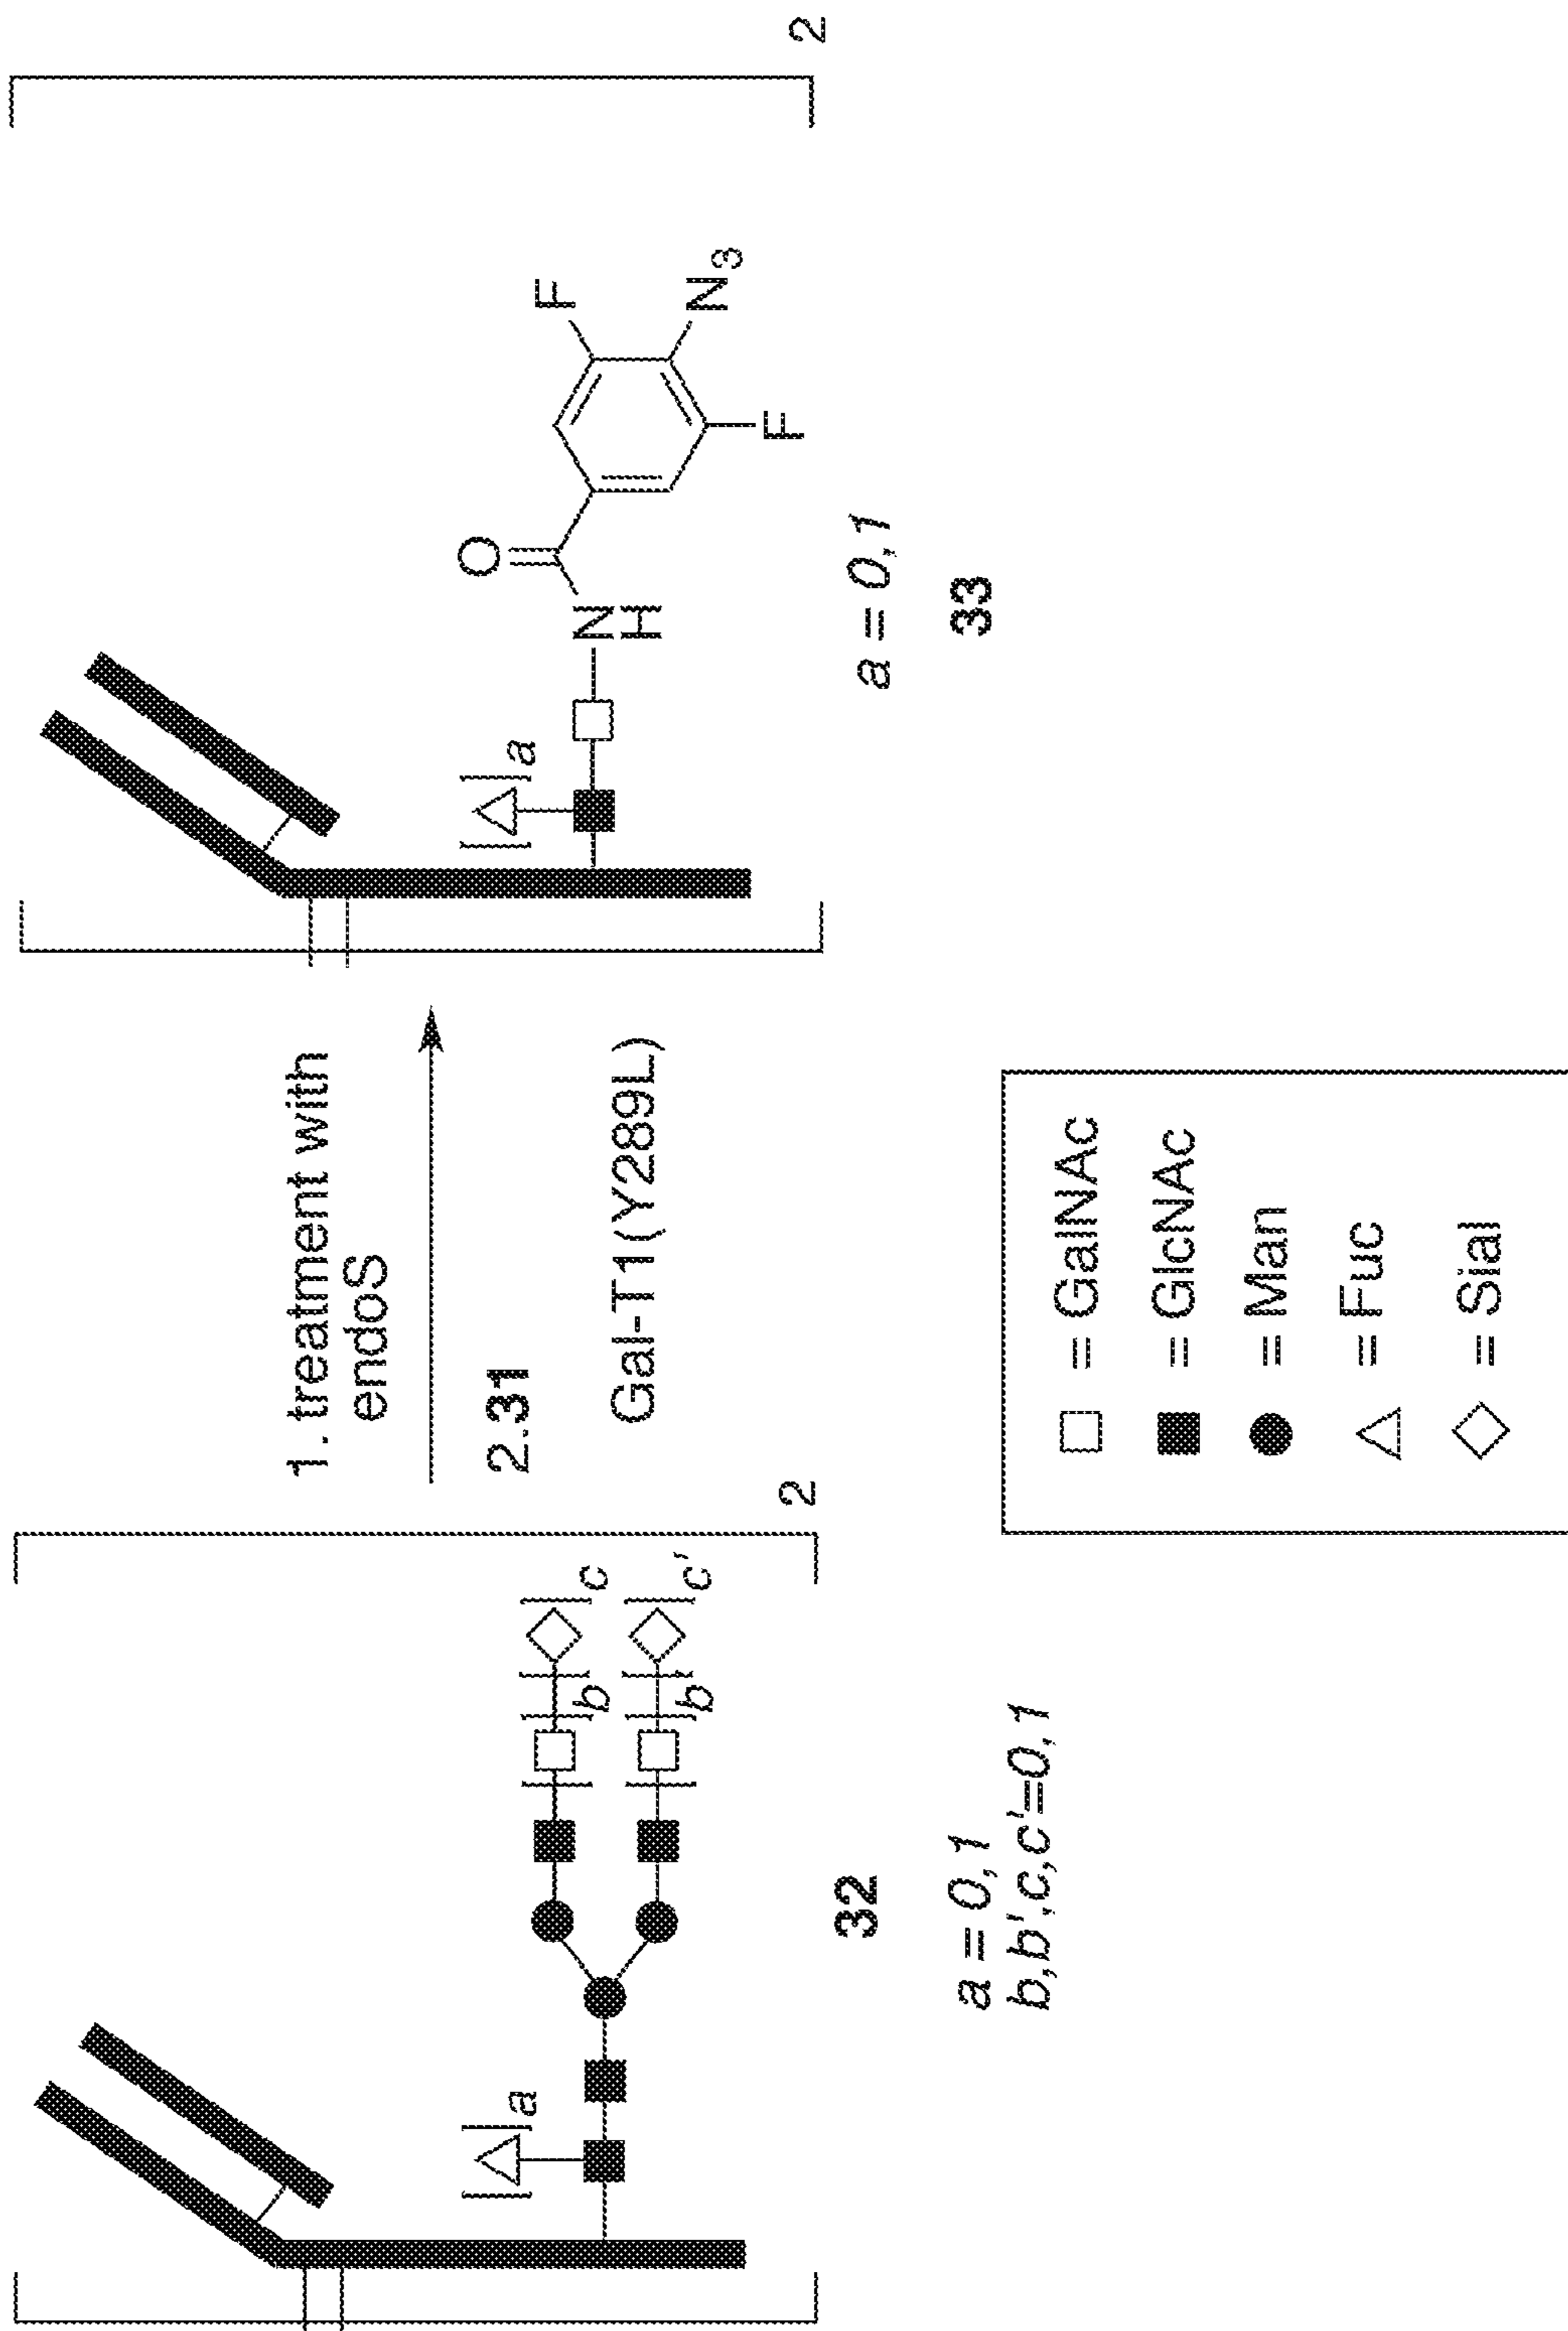 1. treatment with
endoS
2.31
Gal-T1(Y289L)
a
b
c
b'
c'
2
32
a = 0,1
b,b',c,c'=0,1
a
O
N
H
F
F
N3
2
a = 0,1
33
= GalNAc
= GlcNAc
= Man
= Fuc
= Sial